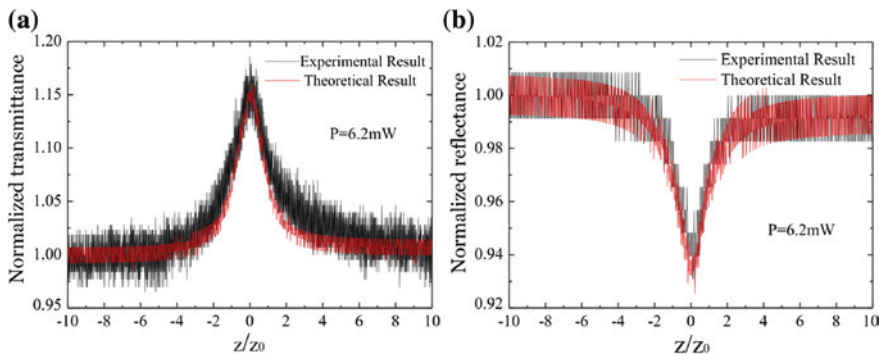 (a)
1.20
1.15
1.10
1.05
1.00
0.95
Normalized transmittance
Experimental Result
Theoretical Result
P=6.2mW
-10 -8 -6 -4 -2 0 2 4 6 8 10
z/z0
(b)
1.02
1.00
0.98
0.96
0.94
0.92
Normalized reflectance
Experimental Result
Theoretical Result
P=6.2mW
-10 -8 -6 -4 -2 0 2 4 6 8 10
z/z0